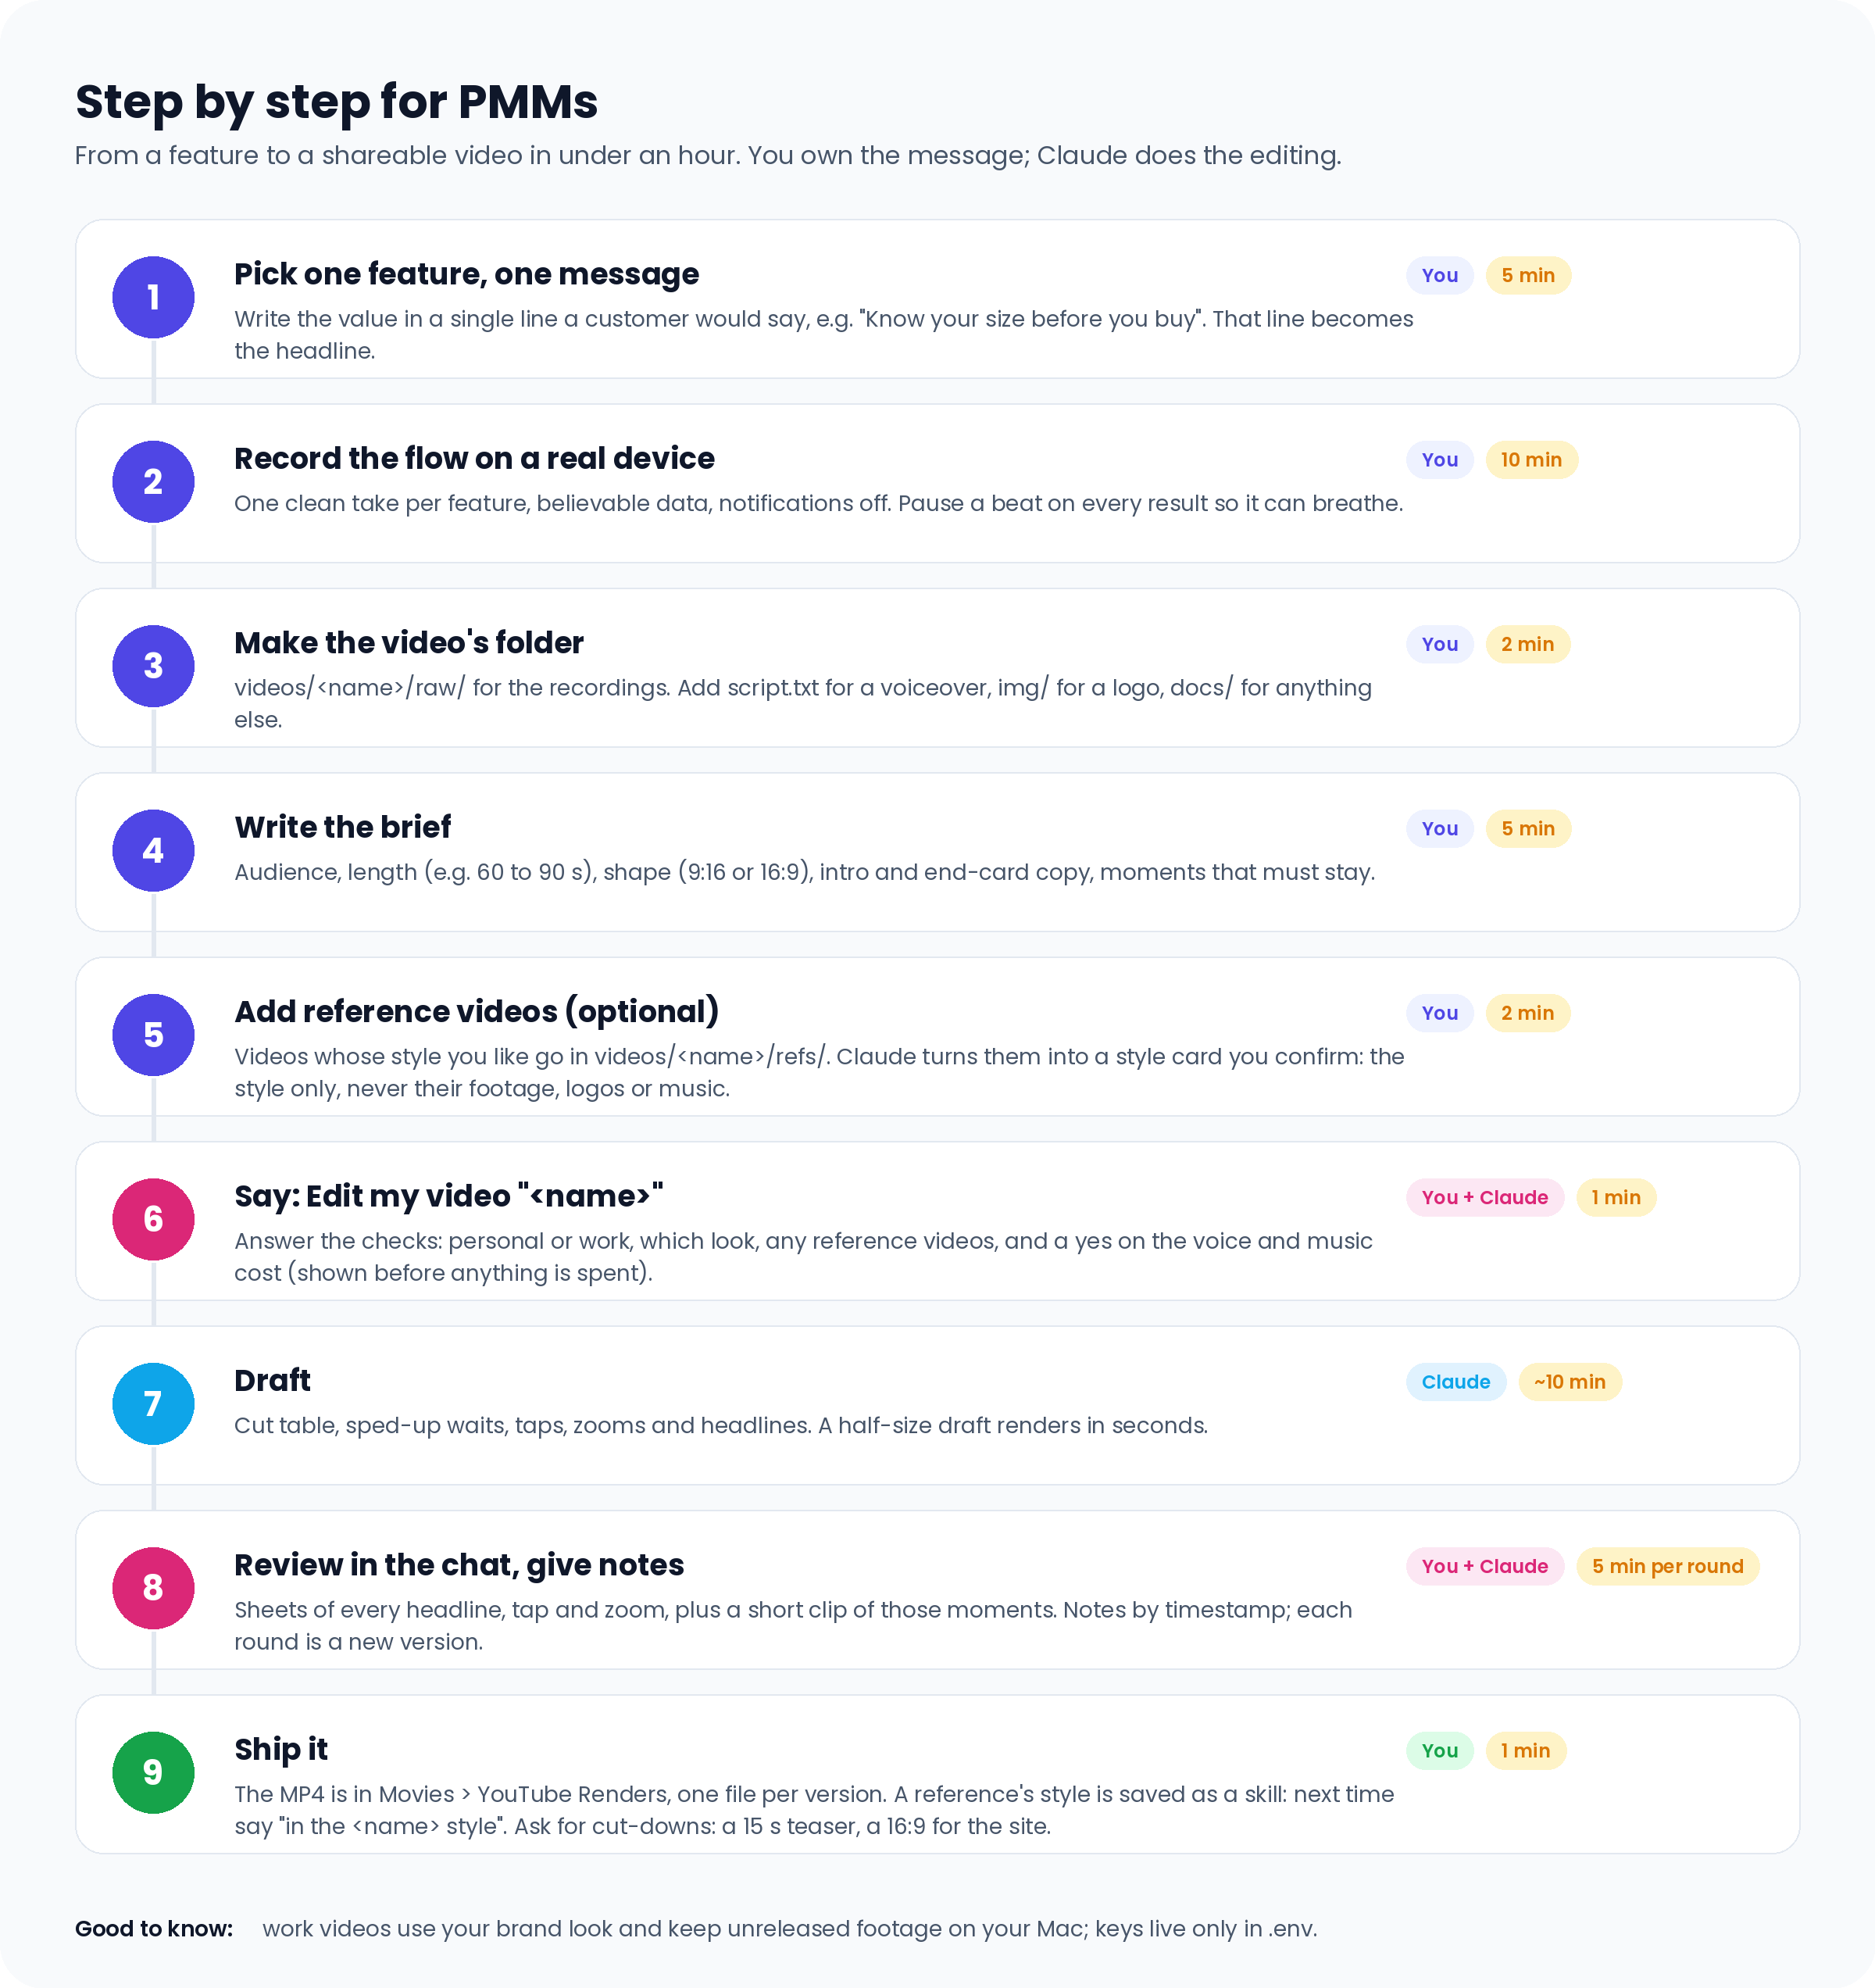 Step by step for PMMs
From a feature to a shareable video in under an hour. You own the message; Claude does the editing.
1
Pick one feature, one message
You
5 min
Write the value in a single line a customer would say, e.g. "Know your size before you buy". That line becomes
the headline.
2
Record the flow on a real device
You
10 min
One clean take per feature, believable data, notifications off. Pause a beat on every result so it can breathe.
3
Make the video's folder
You
2 min
videos/<name>/raw/ for the recordings. Add script.txt for a voiceover, img/ for a logo, docs/ for anything
else.
4
Write the brief
You
5 min
Audience, length (e.g. 60 to 90 s), shape (9:16 or 16:9), intro and end-card copy, moments that must stay.
5
Add reference videos (optional)
You
2 min
Videos whose style you like go in videos/<name>/refs/. Claude turns them into a style card you confirm: the
style only, never their footage, logos or music.
6
Say: Edit my video "<name>"
You + Claude
1 min
Answer the checks: personal or work, which look, any reference videos, and a yes on the voice and music
cost (shown before anything is spent).
7
Draft
Claude
~10 min
Cut table, sped-up waits, taps, zooms and headlines. A half-size draft renders in seconds.
8
Review in the chat, give notes
You + Claude
5 min per round
Sheets of every headline, tap and zoom, plus a short clip of those moments. Notes by timestamp; each
round is a new version.
9
Ship it
You
1 min
The MP4 is in Movies > YouTube Renders, one file per version. A reference's style is saved as a skill: next time
say "in the <name> style". Ask for cut-downs: a 15 s teaser, a 16:9 for the site.
Good to know: work videos use your brand look and keep unreleased footage on your Mac; keys live only in .env.